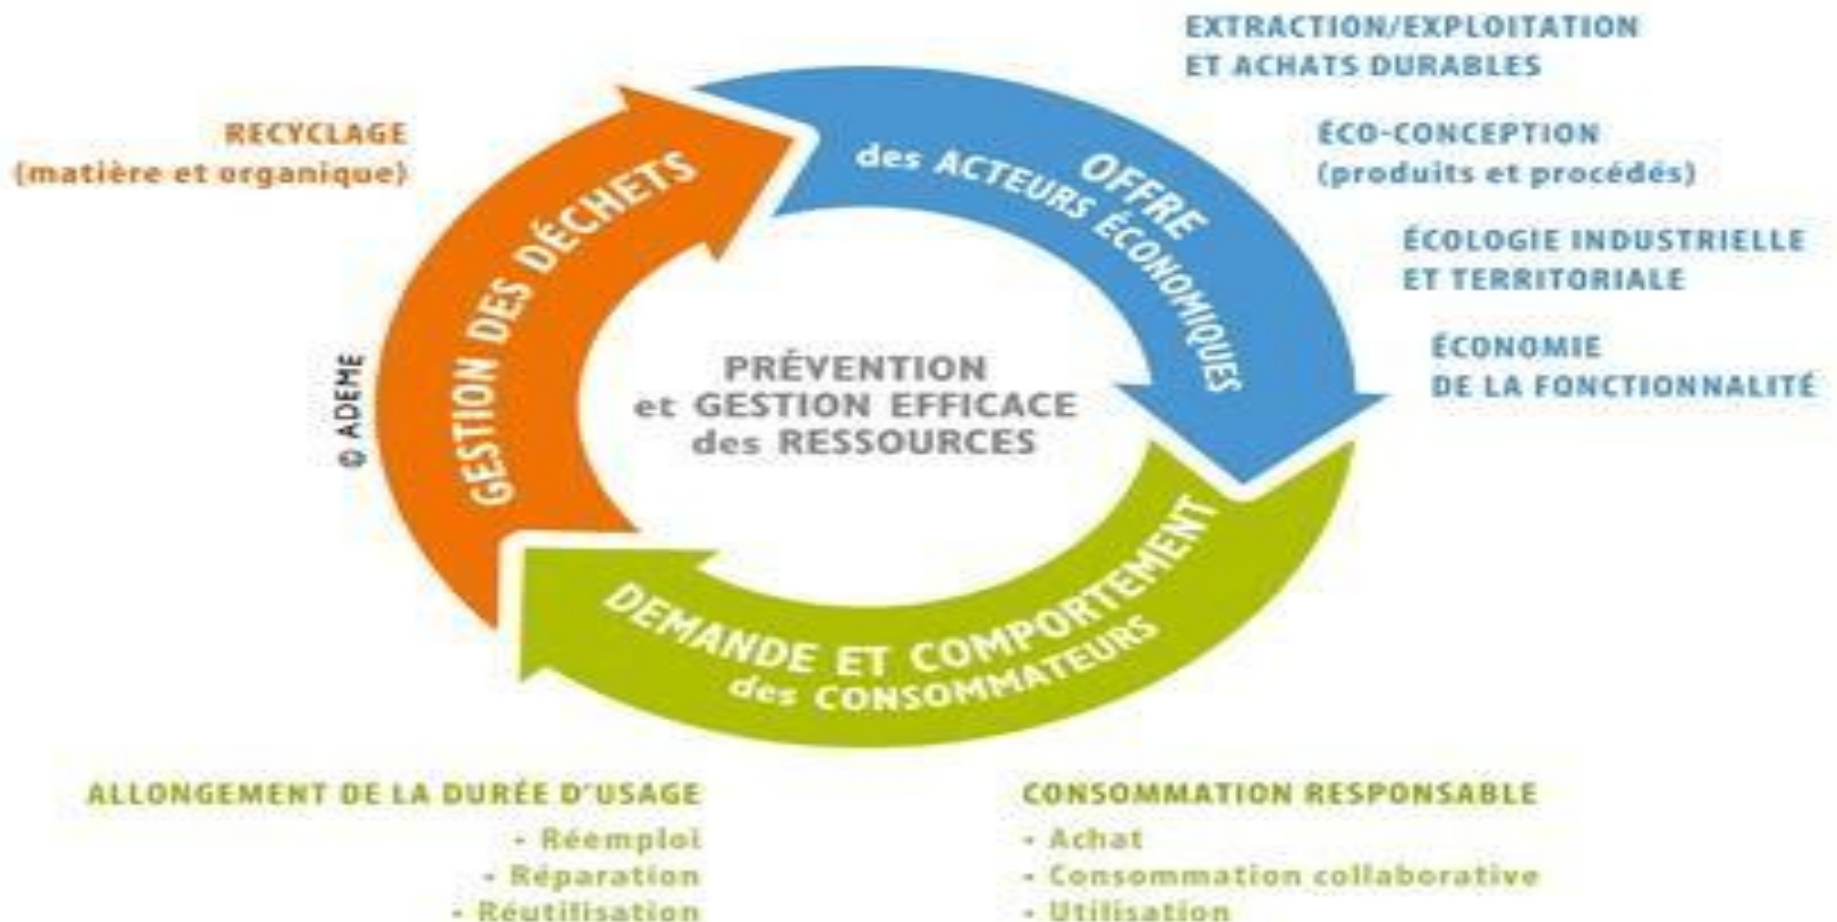 EXTRACTION/EXPLOITATION
ET ACHATS DURABLES
ÉCO-CONCEPTION
(produits et procédés)
ÉCOLOGIE INDUSTRIELLE
ET TERRITORIALE
ÉCONOMIE
DE LA FONCTIONNALITÉ
RECYCLAGE
(matière et organique)
OFFRE
des ACTEURS ÉCONOMIQUES
GESTION DES DÉCHETS
PRÉVENTION
et GESTION EFFICACE
des RESSOURCES
© ADEME
DEMANDE ET COMPORTEMENT
des CONSOMMATEURS
ALLONGEMENT DE LA DURÉE D'USAGE
- Réemploi
- Réparation
- Réutilisation
CONSOMMATION RESPONSABLE
- Achat
- Consommation collaborative
- Utilisation